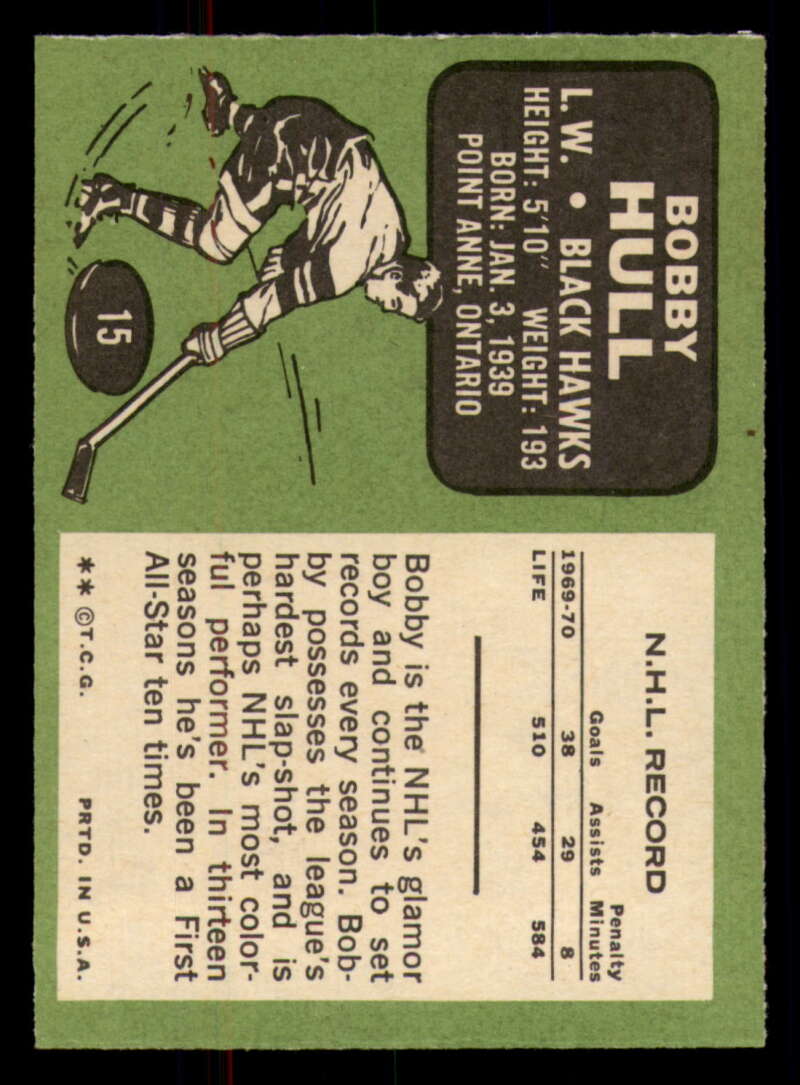 BOBBY
HULL
L.W. • BLACK HAWKS
HEIGHT: 5'10" WEIGHT: 193
BORN: JAN. 3, 1939
POINT ANNE, ONTARIO
15
N.H.L. RECORD
Penalty
Goals Assists Minutes
1969-70 38 29 8
LIFE 510 454 584
Bobby is the NHL's glamor
boy and continues to set
records every season. Bob-
by possesses the league's
hardest slap-shot, and is
perhaps NHL's most color-
ful performer. In thirteen
seasons he's been a First
All-Star ten times.
** ©T.C.G. PRTD. IN U.S.A.